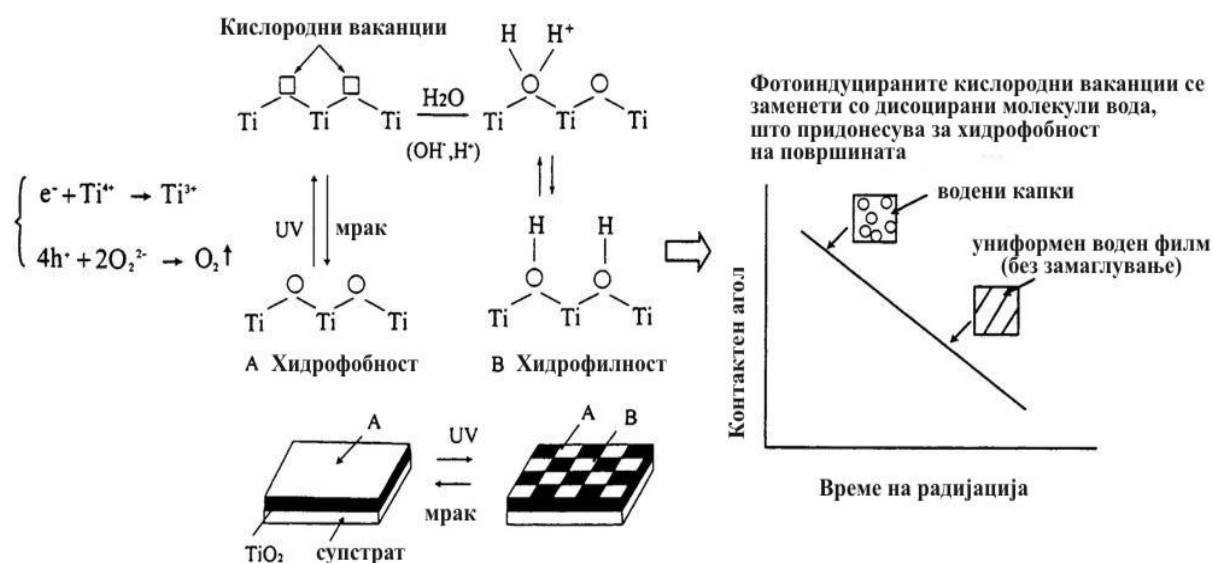 Кислородни ваканции
Ti Ti Ti
H2O
(OH⁻,H⁺)
H H⁺
O O
Ti Ti Ti
e⁻ + Ti⁴⁺ → Ti³⁺
4h⁺ + 2O₂²⁻ → O₂↑
UV мрак
O O
Ti Ti Ti
A Хидрофобност
H H
O O
Ti Ti Ti
B Хидрофилност
A
UV
мрак
A B
TiO₂ супстрат
Фотоиндуцираните кислородни ваканции се
заменети со дисоцирани молекули вода,
што придонесува за хидрофобност
на површината
водени капки
униформен воден филм
(без замаглување)
Контактен агол
Време на радијација